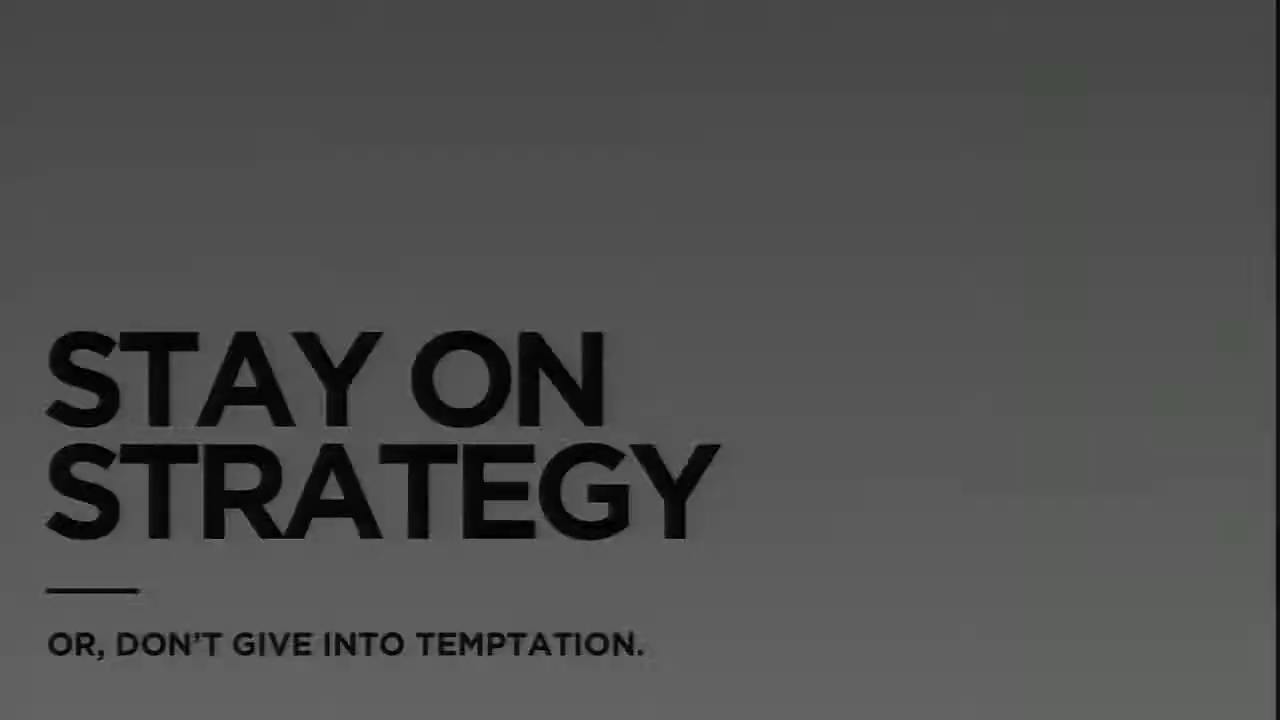 STAY ON
STRATEGY
OR, DON'T GIVE INTO TEMPTATION.